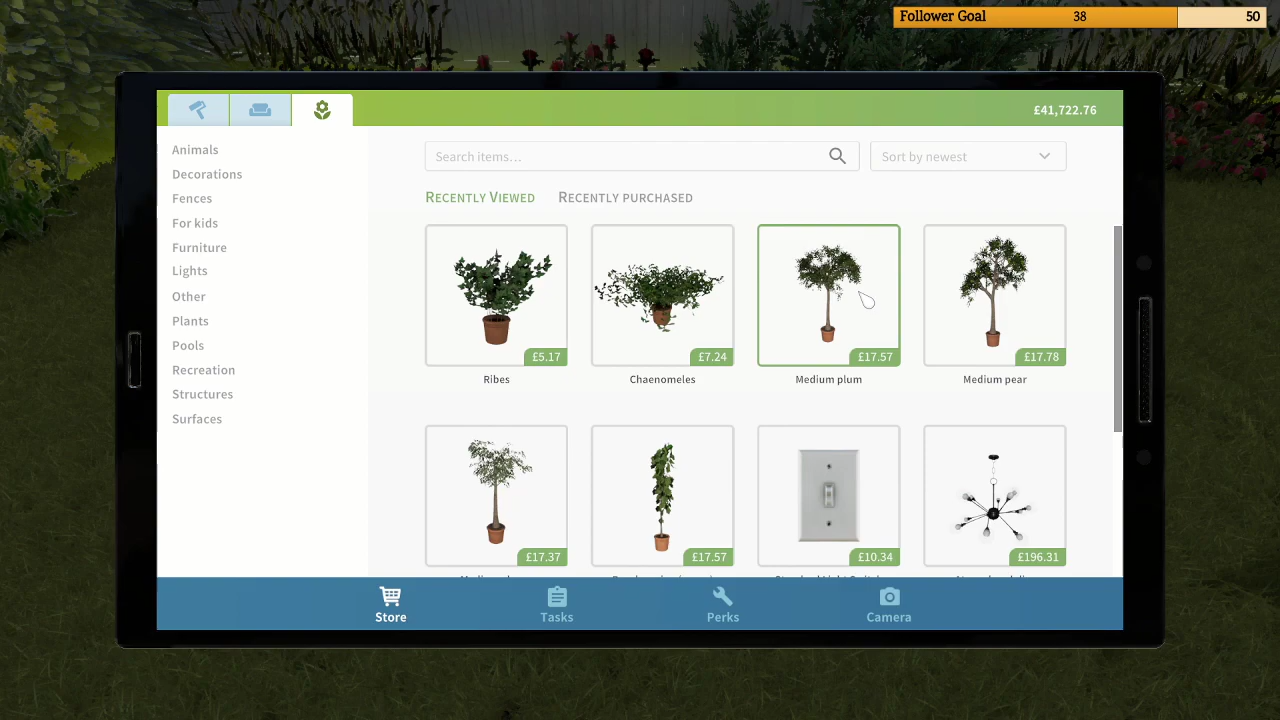 Follower Goal 38 50
£41,722.76
Animals
Decorations
Fences
For kids
Furniture
Lights
Other
Plants
Pools
Recreation
Structures
Surfaces
Search items...
Sort by newest
RECENTLY VIEWED RECENTLY PURCHASED
£5.17
£7.24
£17.57
£17.78
Ribes
Chaenomeles
Medium plum
Medium pear
£17.37
£17.57
£10.34
£196.31
Store
Tasks
Perks
Camera